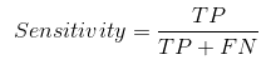 Sensitivity = TP / TP + FN